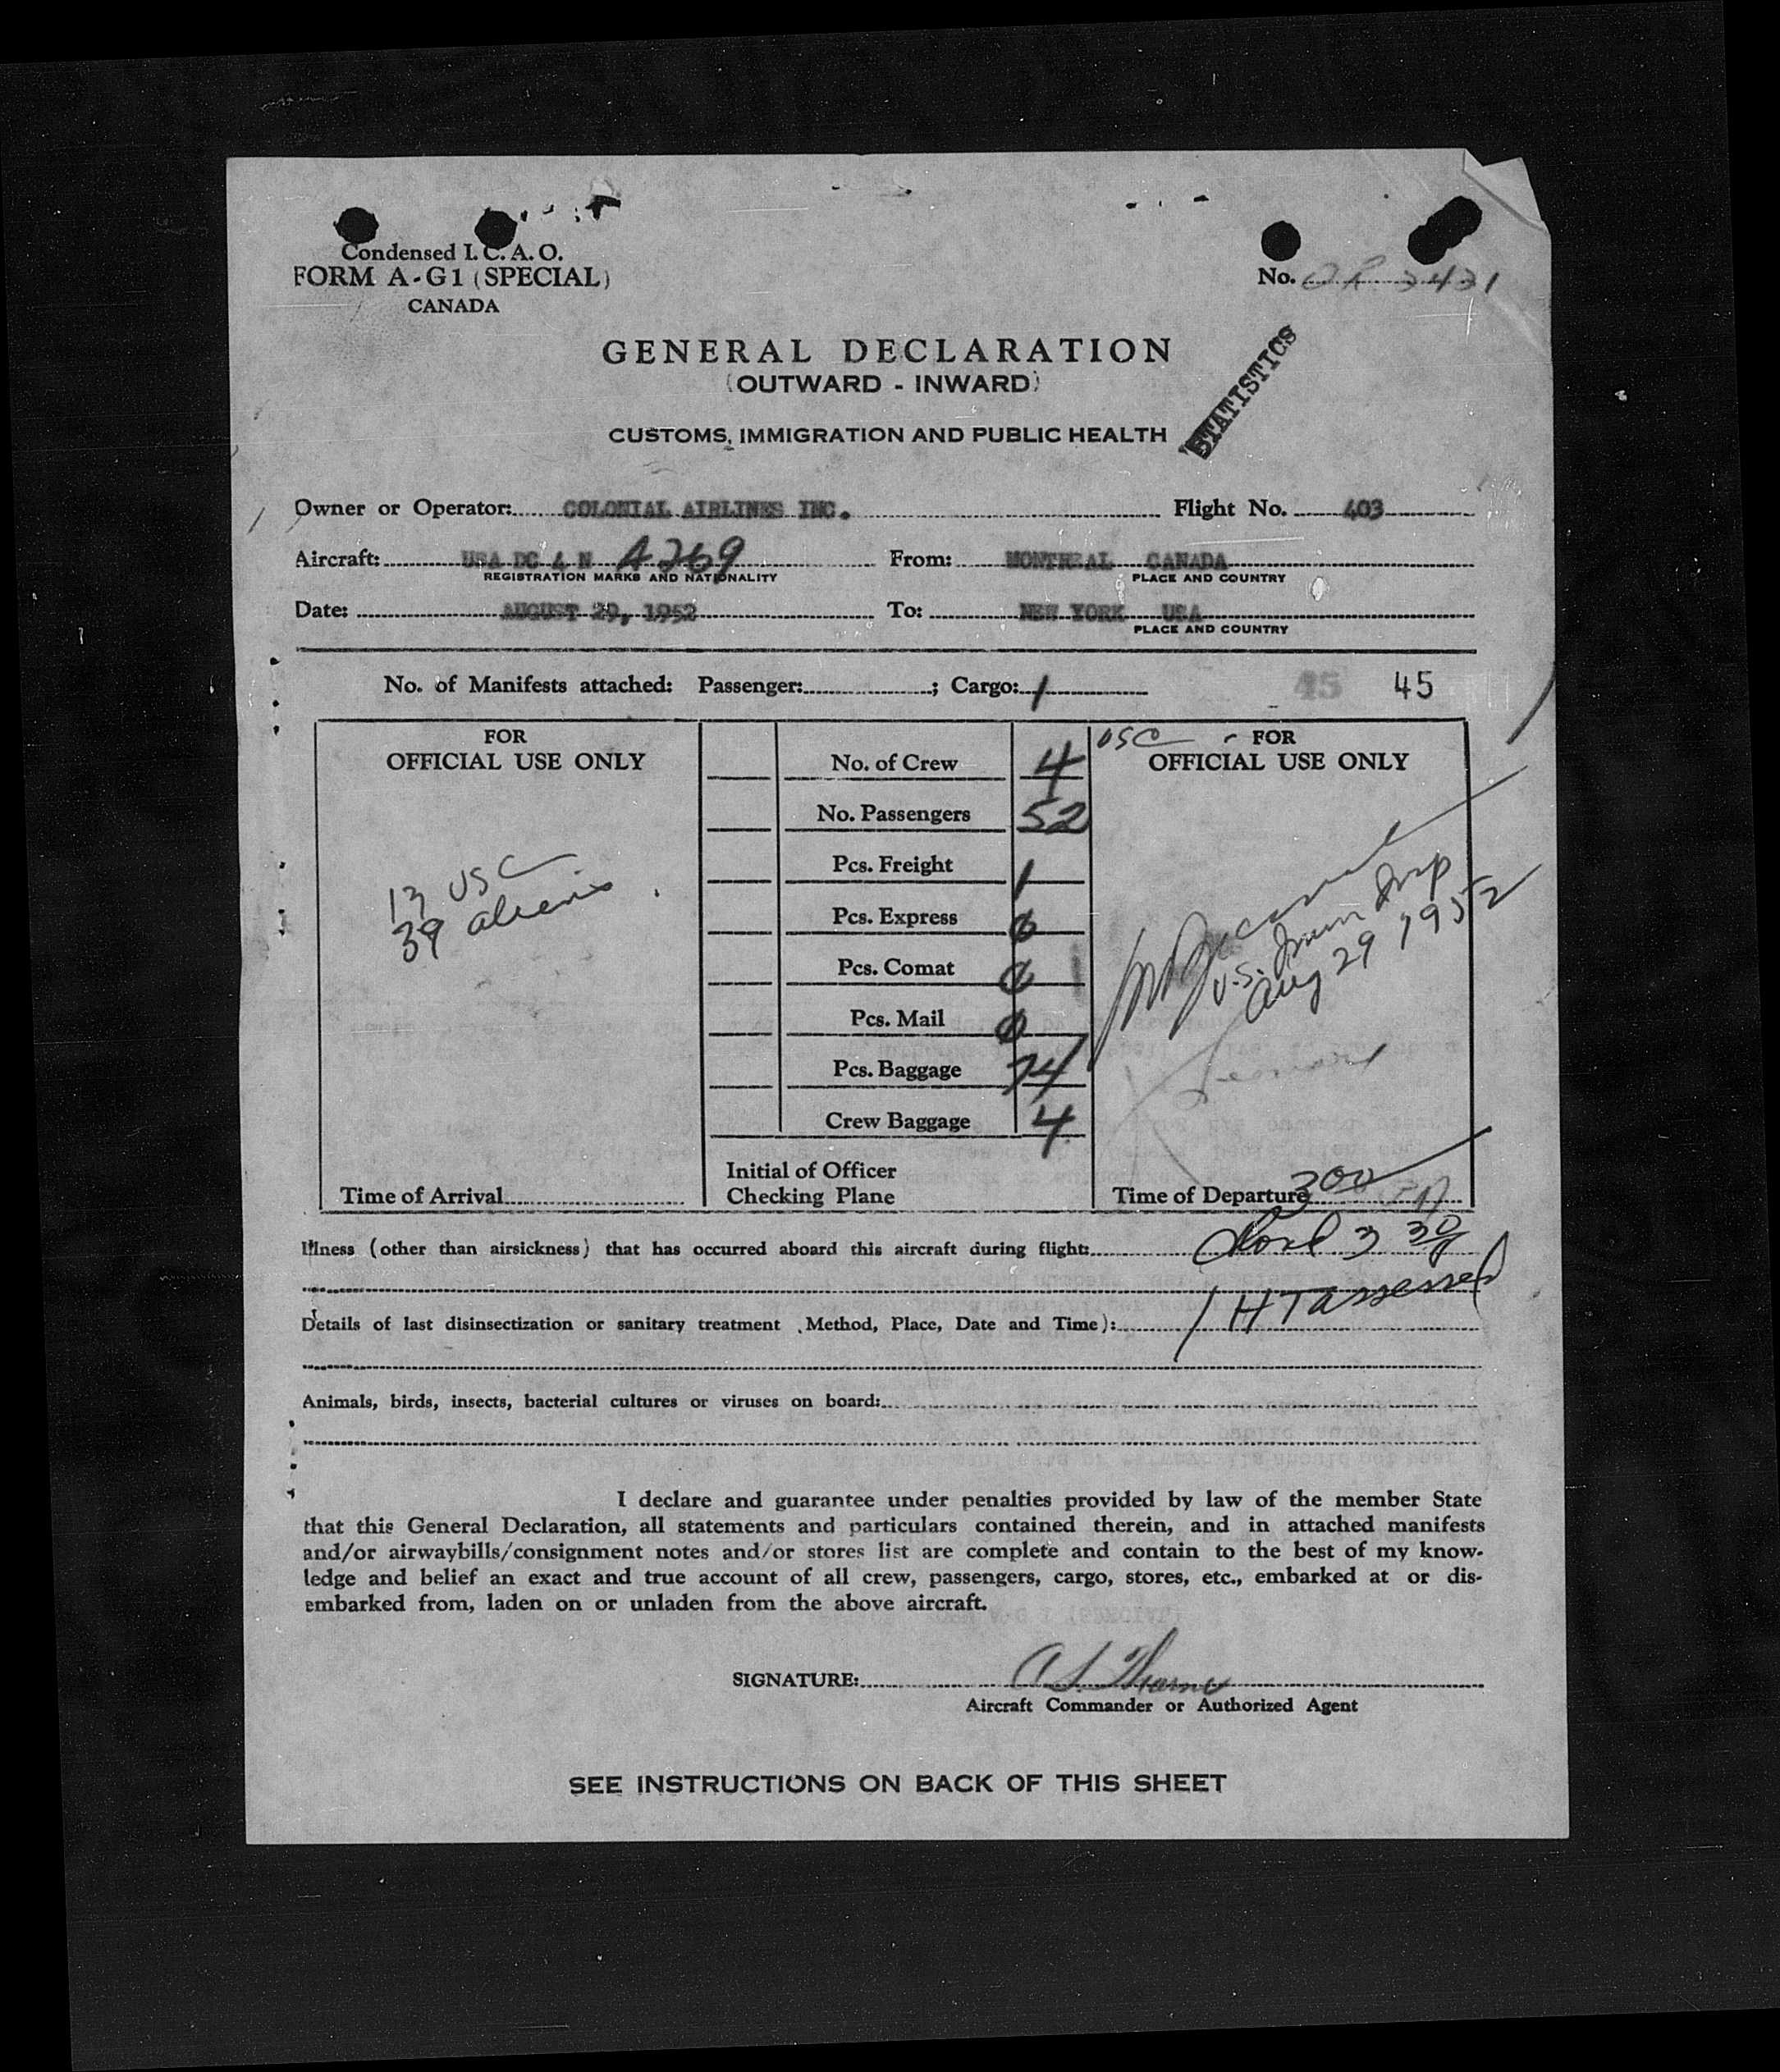 Condensed I. C. A. O.
FORM A-G1 (SPECIAL)
CANADA
No. 3431
GENERAL DECLARATION
(OUTWARD - INWARD)
STATISTICS
CUSTOMS, IMMIGRATION AND PUBLIC HEALTH
Owner or Operator: COLONIAL AIRLINES INC. Flight No. 403
Aircraft: USA DC 4 N A269 From: MONTREAL CANADA
REGISTRATION MARKS AND NATIONALITY PLACE AND COUNTRY
Date: AUGUST 29, 1952 To: NEW YORK USA
PLACE AND COUNTRY
No. of Manifests attached: Passenger: ; Cargo: 1 45 45
FOR
OFFICIAL USE ONLY
13 USC
39 aliens
Time of Arrival
No. of Crew 4
No. Passengers 52
Pcs. Freight 1
Pcs. Express 0
Pcs. Comat 0
Pcs. Mail 0
Pcs. Baggage 74
Crew Baggage 4
Initial of Officer
Checking Plane
USC FOR
OFFICIAL USE ONLY
U.S. Imm Insp
Aug 29 1952
Time of Departure 300
Illness (other than airsickness) that has occurred aboard this aircraft during flight: 3 30
Details of last disinsectization or sanitary treatment (Method, Place, Date and Time): 1 HT assessed
Animals, birds, insects, bacterial cultures or viruses on board:
I declare and guarantee under penalties provided by law of the member State
that this General Declaration, all statements and particulars contained therein, and in attached manifests
and/or airwaybills/consignment notes and/or stores list are complete and contain to the best of my know-
ledge and belief an exact and true account of all crew, passengers, cargo, stores, etc., embarked at or dis-
embarked from, laden on or unladen from the above aircraft.
SIGNATURE:
Aircraft Commander or Authorized Agent
SEE INSTRUCTIONS ON BACK OF THIS SHEET